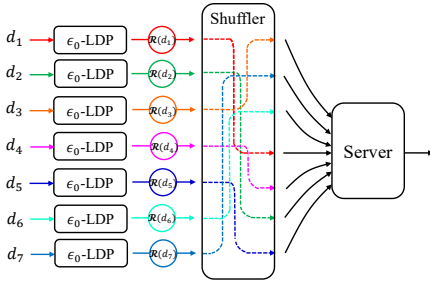 Shuffler
d₁ ϵ₀-LDP 𝓡(d₁)
d₂ ϵ₀-LDP 𝓡(d₂)
d₃ ϵ₀-LDP 𝓡(d₃)
d₄ ϵ₀-LDP 𝓡(d₄)
d₅ ϵ₀-LDP 𝓡(d₅)
d₆ ϵ₀-LDP 𝓡(d₆)
d₇ ϵ₀-LDP 𝓡(d₇)
Server